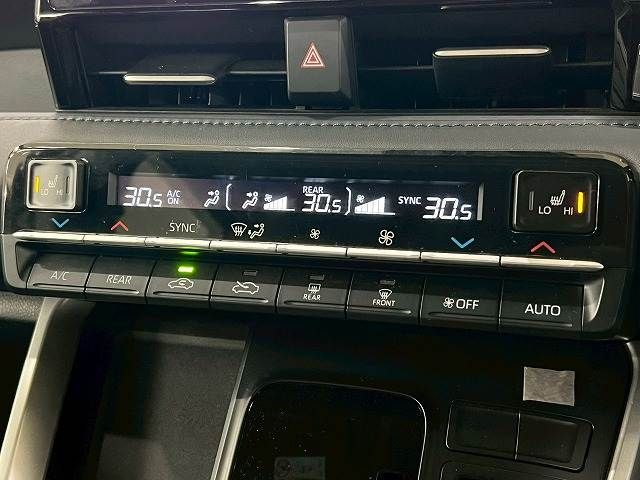 LO HI
30.5 A/C ON
REAR 30.5
SYNC 30.5
LO HI
SYNC
A/C
REAR
REAR
FRONT
OFF
AUTO